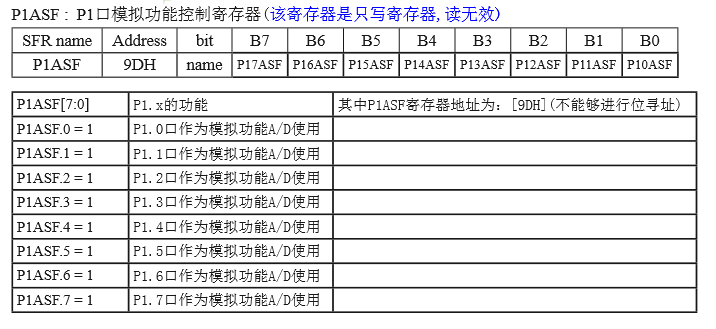 P1ASF : P1口模拟功能控制寄存器(该寄存器是只写寄存器,读无效)
SFR name Address bit B7 B6 B5 B4 B3 B2 B1 B0
P1ASF 9DH name P17ASF P16ASF P15ASF P14ASF P13ASF P12ASF P11ASF P10ASF
P1ASF[7:0] P1.x的功能 其中P1ASF寄存器地址为: [9DH](不能够进行位寻址)
P1ASF.0 = 1 P1.0口作为模拟功能A/D使用
P1ASF.1 = 1 P1.1口作为模拟功能A/D使用
P1ASF.2 = 1 P1.2口作为模拟功能A/D使用
P1ASF.3 = 1 P1.3口作为模拟功能A/D使用
P1ASF.4 = 1 P1.4口作为模拟功能A/D使用
P1ASF.5 = 1 P1.5口作为模拟功能A/D使用
P1ASF.6 = 1 P1.6口作为模拟功能A/D使用
P1ASF.7 = 1 P1.7口作为模拟功能A/D使用